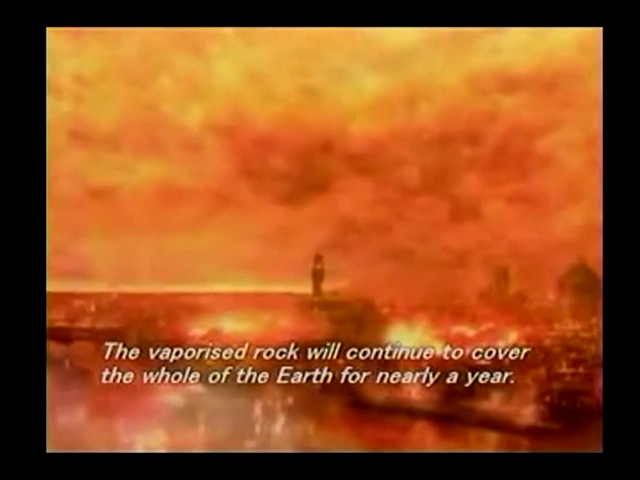 The vaporised rock will continue to cover
the whole of the Earth for nearly a year.